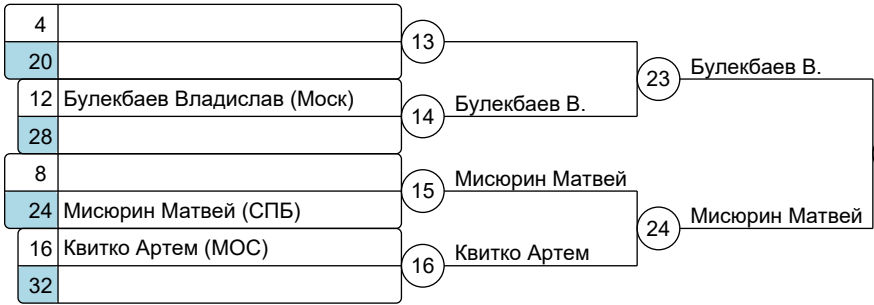 4
13
20
23
Булекбаев В.
12 Булекбаев Владислав (Моск)
14
Булекбаев В.
28
8
15
Мисюрин Матвей
24 Мисюрин Матвей (СПБ)
24
Мисюрин Матвей
16 Квитко Артем (МОС)
16
Квитко Артем
32